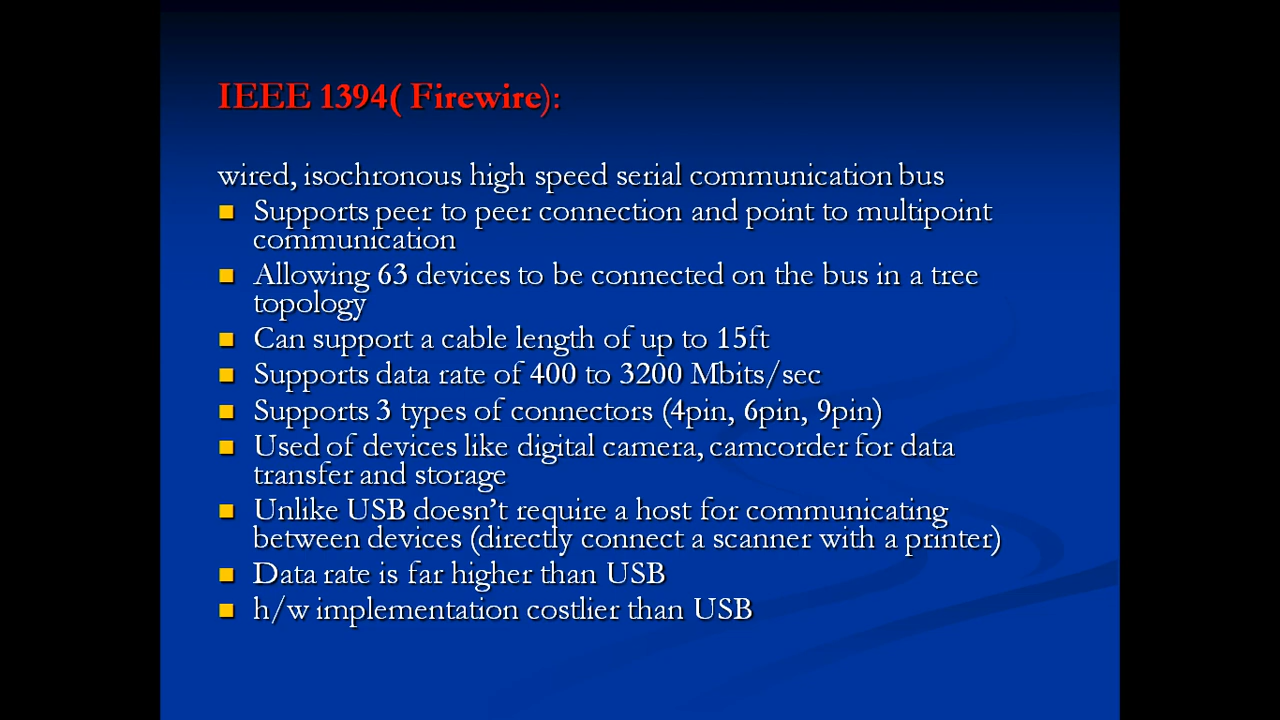 IEEE 1394( Firewire):
wired, isochronous high speed serial communication bus
Supports peer to peer connection and point to multipoint
communication
Allowing 63 devices to be connected on the bus in a tree
topology
Can support a cable length of up to 15ft
Supports data rate of 400 to 3200 Mbits/sec
Supports 3 types of connectors (4pin, 6pin, 9pin)
Used of devices like digital camera, camcorder for data
transfer and storage
Unlike USB doesn't require a host for communicating
between devices (directly connect a scanner with a printer)
Data rate is far higher than USB
h/w implementation costlier than USB